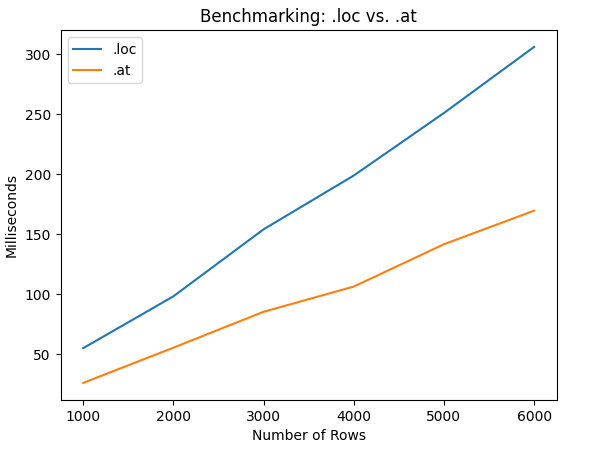 Benchmarking: .loc vs. .at
.loc
.at
300
250
200
150
100
50
Milliseconds
1000 2000 3000 4000 5000 6000
Number of Rows